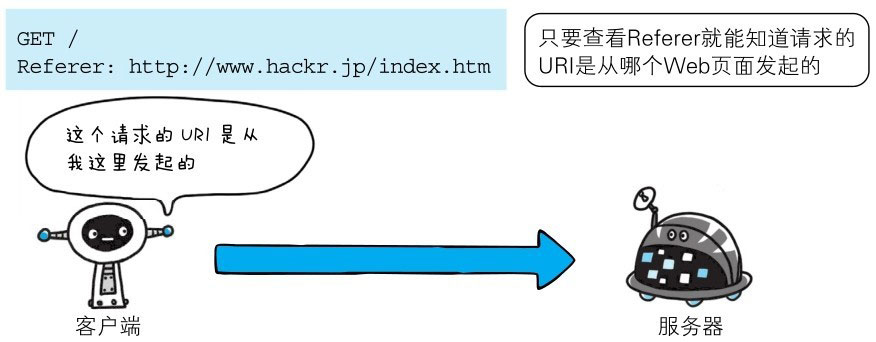 GET /
Referer: http://www.hackr.jp/index.htm
只要查看Referer就能知道请求的
URI是从哪个Web页面发起的
这个请求的 URI 是从
我这里发起的
客户端
服务器